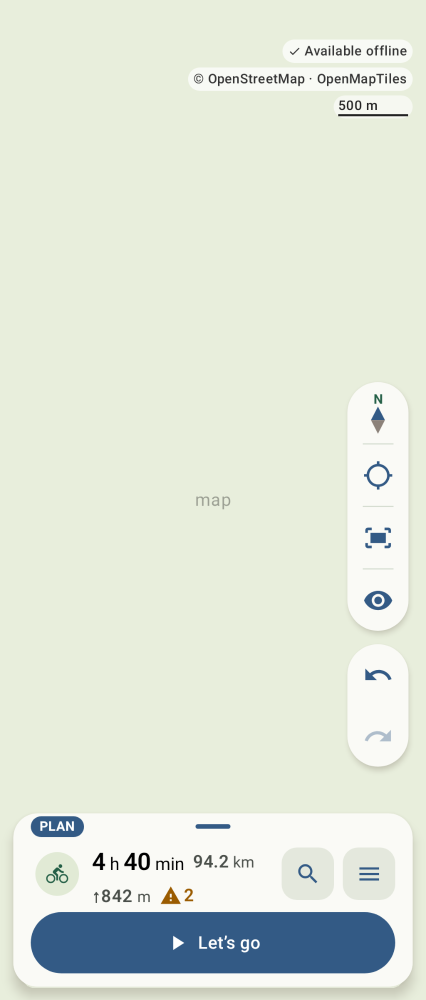 Available offline
© OpenStreetMap · OpenMapTiles
500 m
N
map
PLAN
4 h 40 min 94.2 km
↑842 m 2
Let’s go